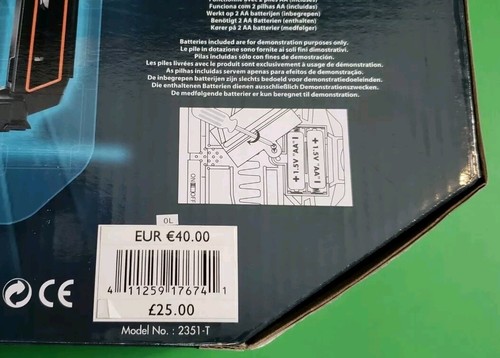 Funciona com 2 pilhas AA (incluídas)
Werkt op 2 AA batterijen (inbegrepen)
Benötigt 2 AA Batterien (enthalten)
Kører på 2 AA batterier (medfølger)
Batteries included are for demonstration purposes only.
Le pile in dotazione sono fornite ai soli fini dimostrativi.
Pilas incluidas sólo con fines de demostración.
Les piles livrées avec le produit sont exclusivement à usage de démonstration.
As pilhas incluídas servem apenas para efeitos de demonstração.
De inbegrepen batterijen zijn slechts bedoeld voor demonstratiedoeleinden.
Die enthaltenen Batterien dienen ausschließlich Demonstrationszwecken.
De medfølgende batterier er kun beregnet til demonstration.
1.5V "AA"
1.5V "AA"
OL
EUR €40.00
4 11259 17674 1
£25.00
CE
Model No. : 2351-T